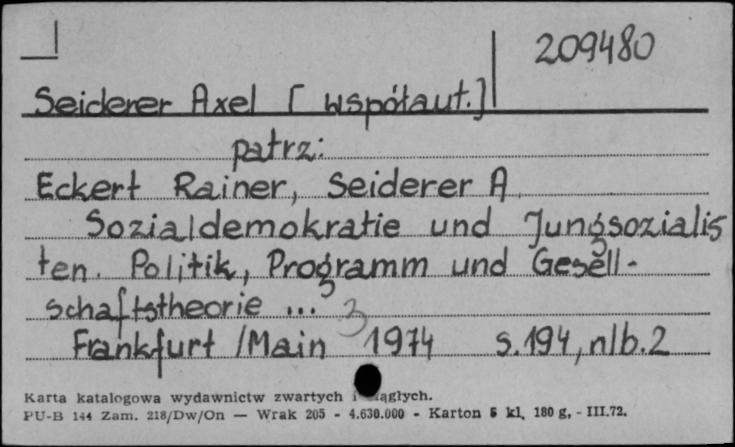 209480
Seiderer Axel [współaut.]
patrz:
Eckert Rainer, Seiderer A.
Sozialdemokratie und Jungsozialis
ten. Politik, Programm und Gesell-
schaftstheorie ... 3
Frankfurt /Main 1974 s. 194, nlb. 2
Karta katalogowa wydawnictw zwartych i ciągłych.
PU-B 144 Zam. 218/Dw/On — Wrak 205 - 4.630.000 - Karton 5 kl. 180 g. - III.72.